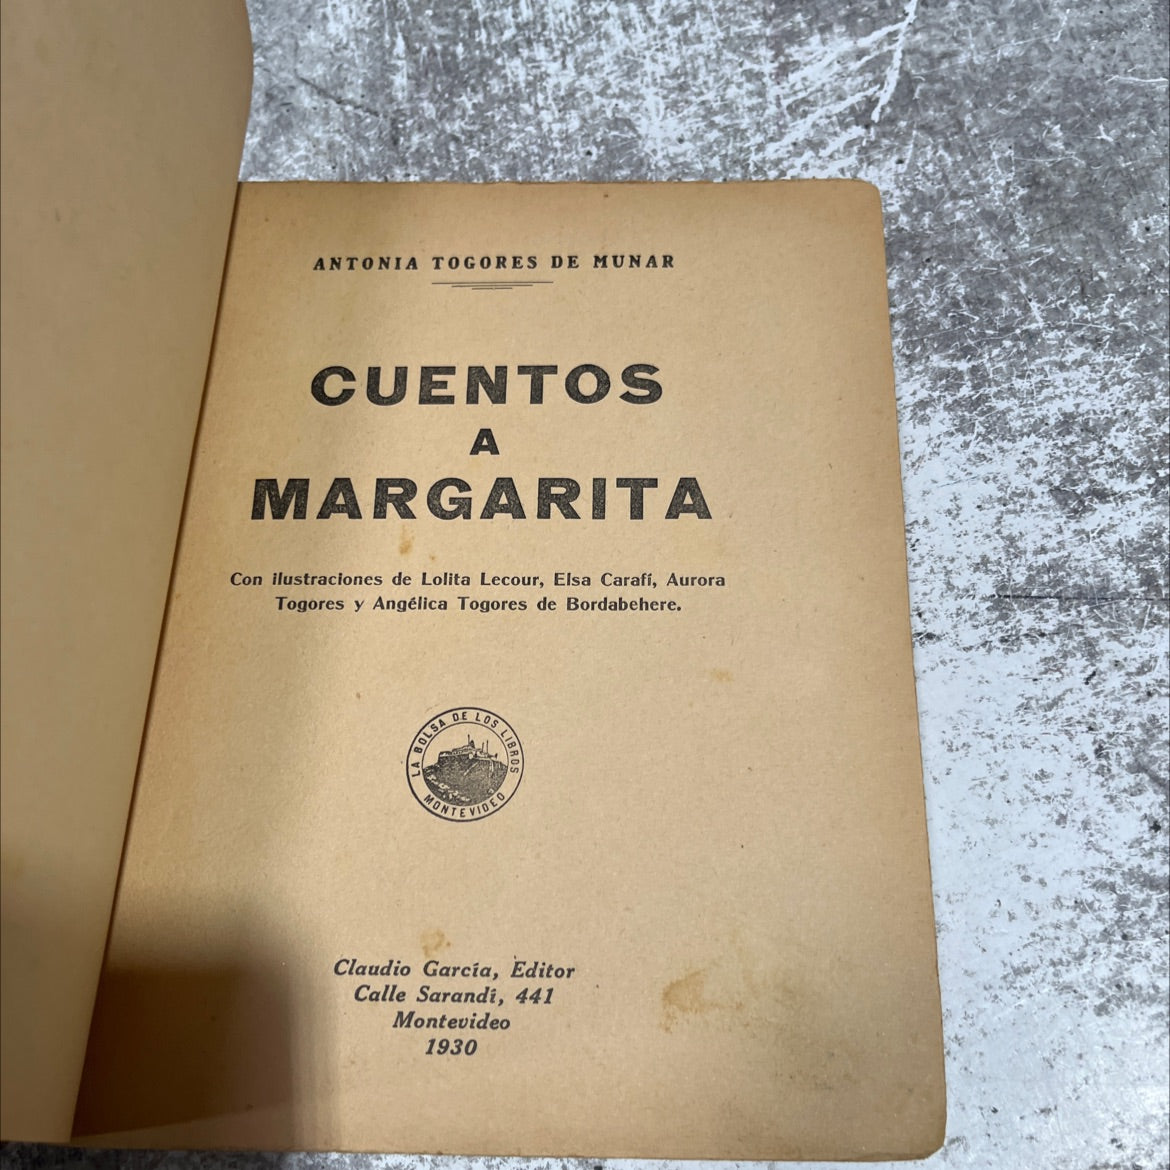 ANTONIA TOGORES DE MUNAR
CUENTOS
A
MARGARITA
Con ilustraciones de Lolita Lecour, Elsa Carafí, Aurora
Togores y Angélica Togores de Bordabehere.
LA BOLSA DE LOS LIBROS
MONTEVIDEO
Claudio García, Editor
Calle Sarandí, 441
Montevideo
1930